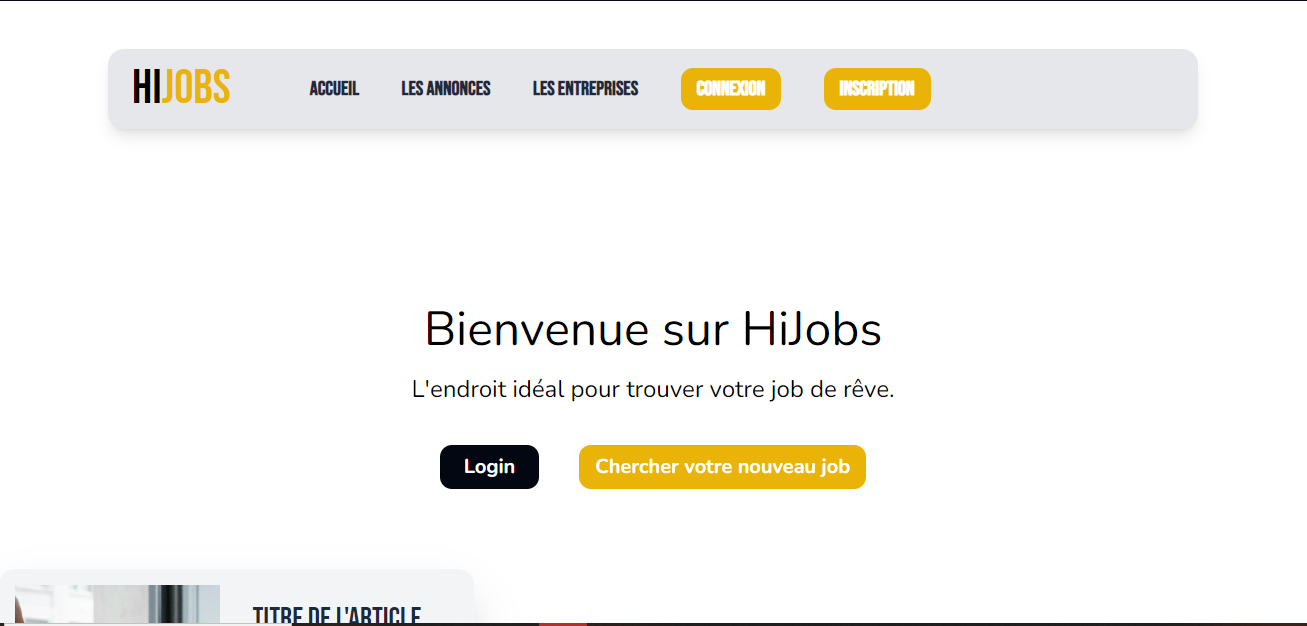 HIJOBS ACCUEIL LES ANNONCES LES ENTREPRISES CONNEXION INSCRIPTION
Bienvenue sur HiJobs
L'endroit idéal pour trouver votre job de rêve.
Login Chercher votre nouveau job
TITRE DE L'ARTICLE